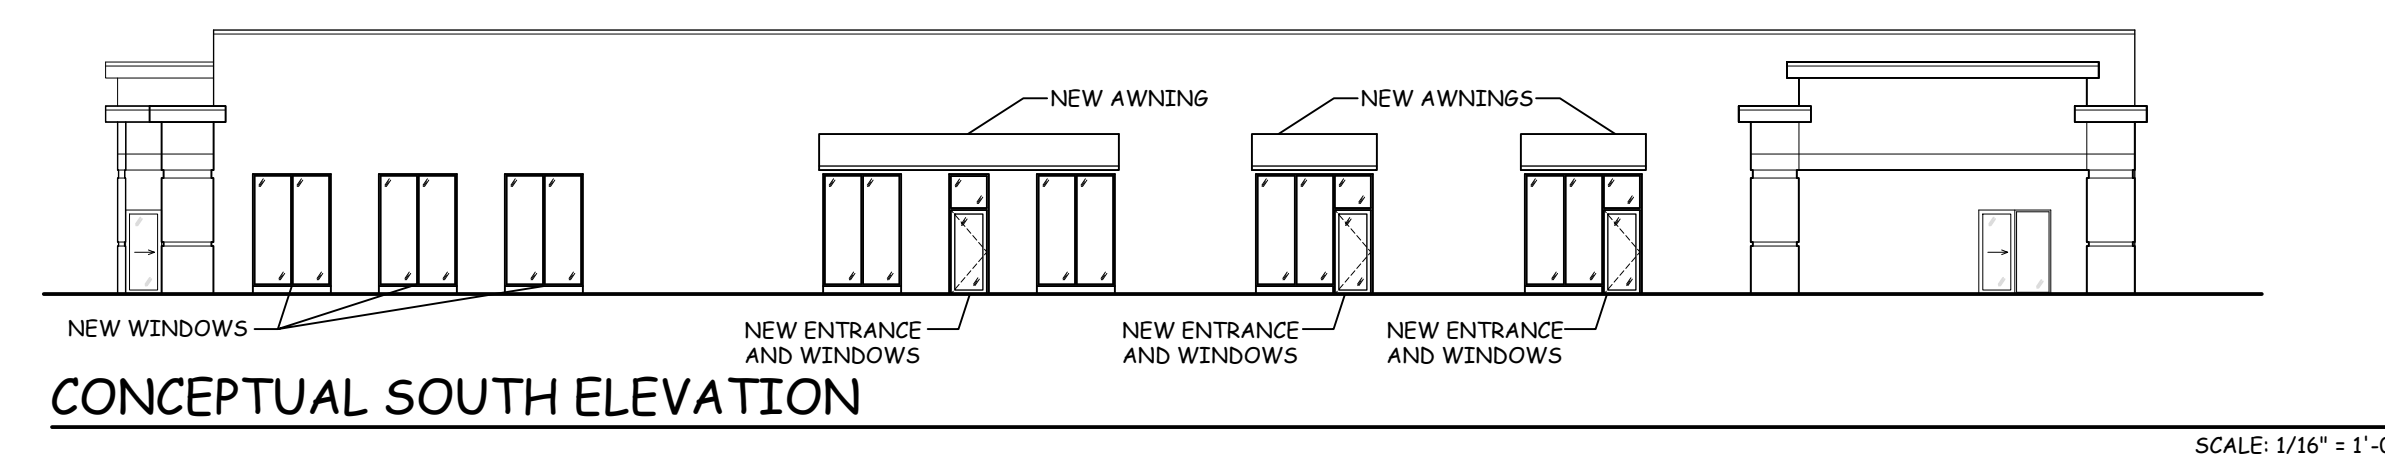 NEW AWNING
NEW AWNINGS
NEW WINDOWS
NEW ENTRANCE
AND WINDOWS
NEW ENTRANCE
AND WINDOWS
NEW ENTRANCE
AND WINDOWS
CONCEPTUAL SOUTH ELEVATION
SCALE: 1/16" = 1'-0